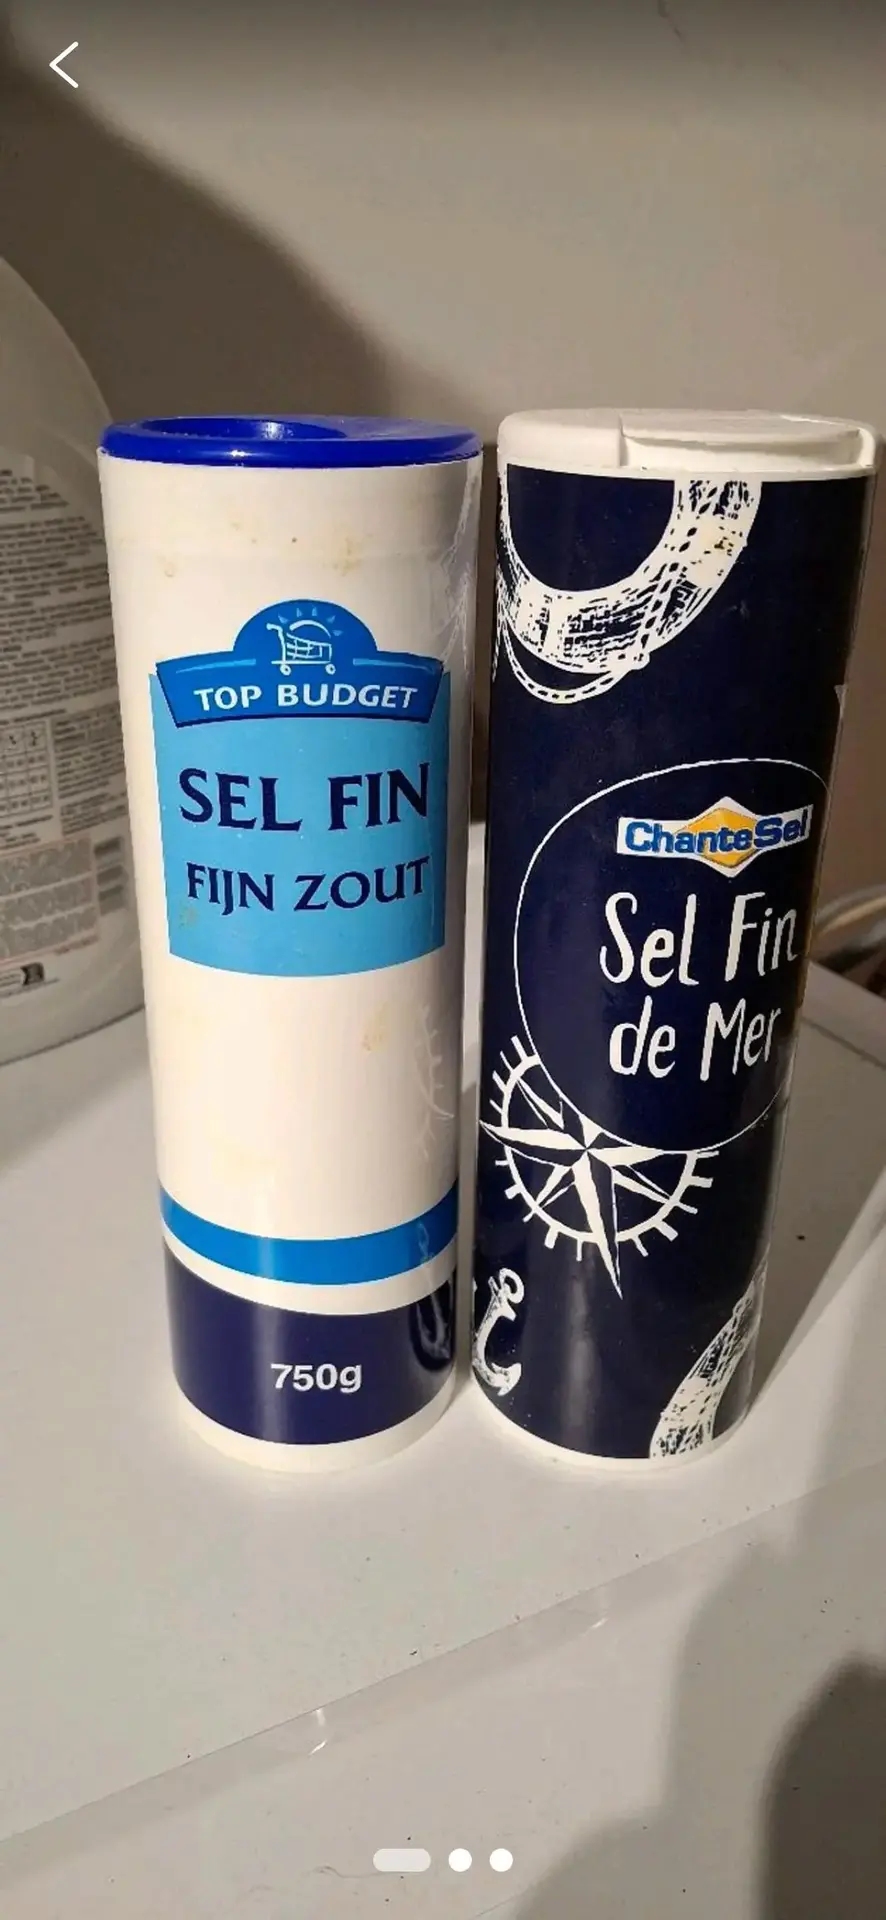 TOP BUDGET
SEL FIN
FIJN ZOUT
750g
ChanteSel
Sel Fin
de Mer